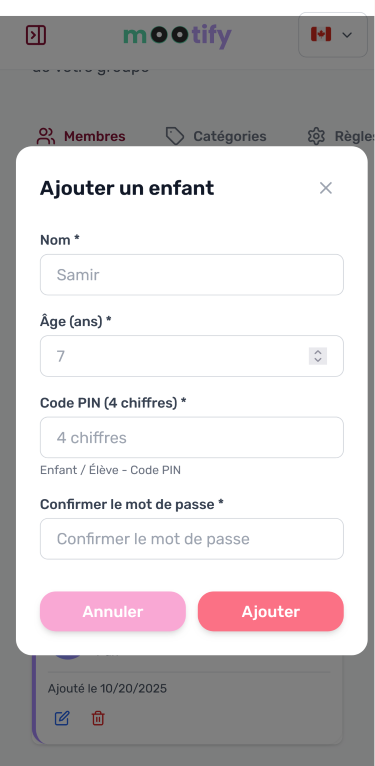 mootify
de votre groupe
Membres
Catégories
Règles
Ajouter un enfant
Nom *
Samir
Âge (ans) *
7
Code PIN (4 chiffres) *
4 chiffres
Enfant / Élève - Code PIN
Confirmer le mot de passe *
Confirmer le mot de passe
Annuler
Ajouter
Ajouté le 10/20/2025